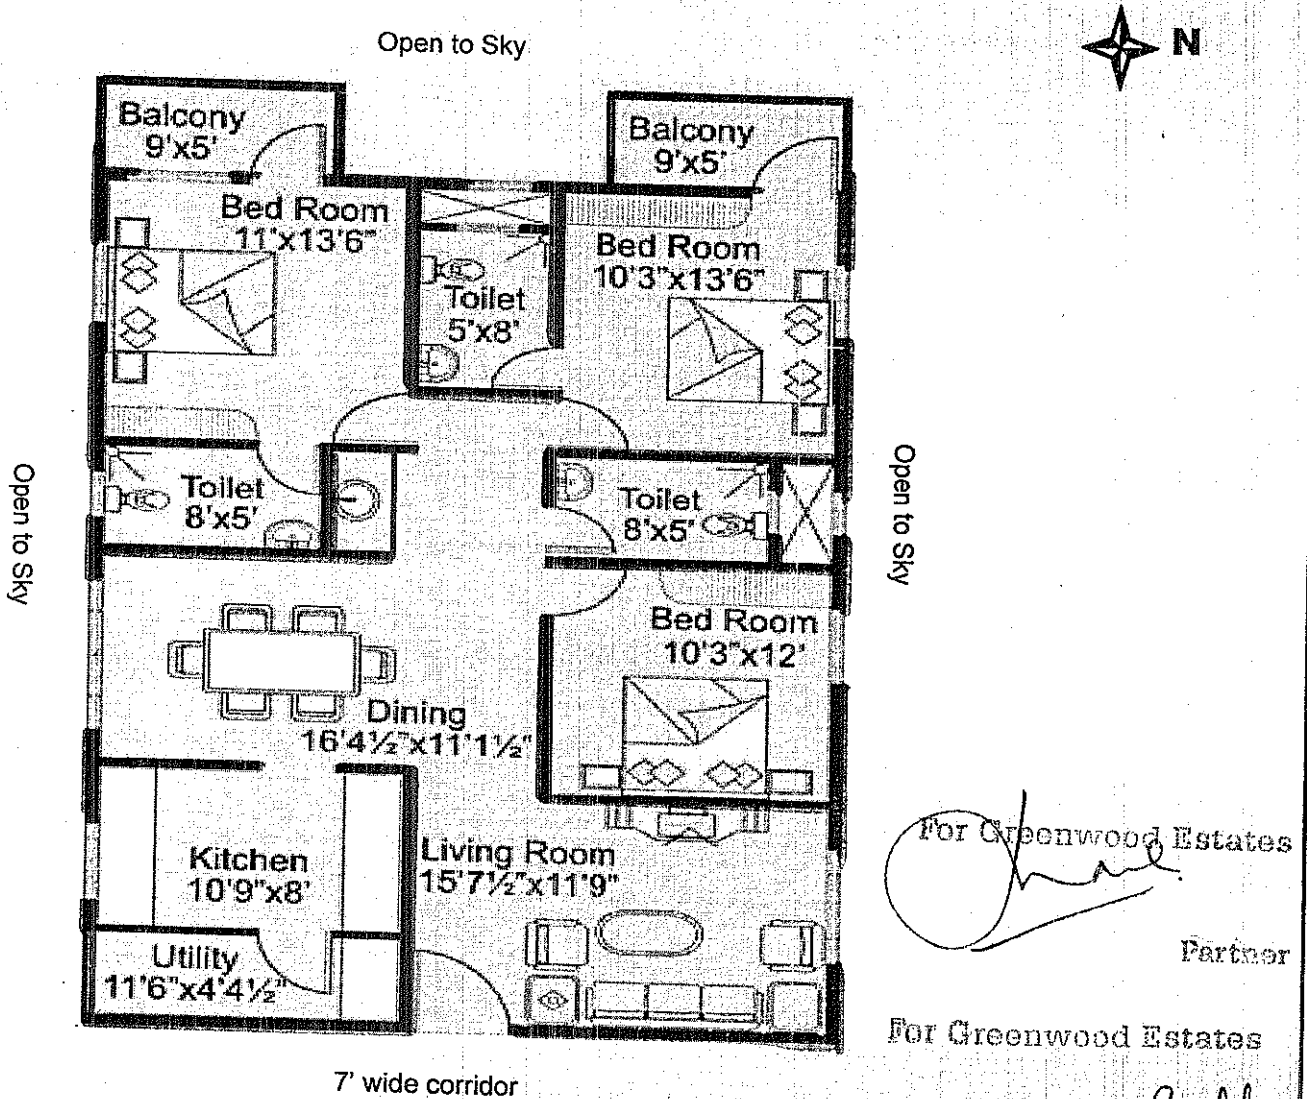 Open to Sky
N
Balcony
9'x5'
Balcony
9'x5'
Bed Room
11'x13'6"
Bed Room
10'3"x13'6"
Toilet
5'x8'
Open to Sky
Toilet
8'x5'
Toilet
8'x5'
Open to Sky
Bed Room
10'3"x12'
Dining
16'4½"x11'1½"
Kitchen
10'9"x8'
Living Room
15'7½"x11'9"
Utility
11'6"x4'4½"
7' wide corridor
For Greenwood Estates
Partner
For Greenwood Estates